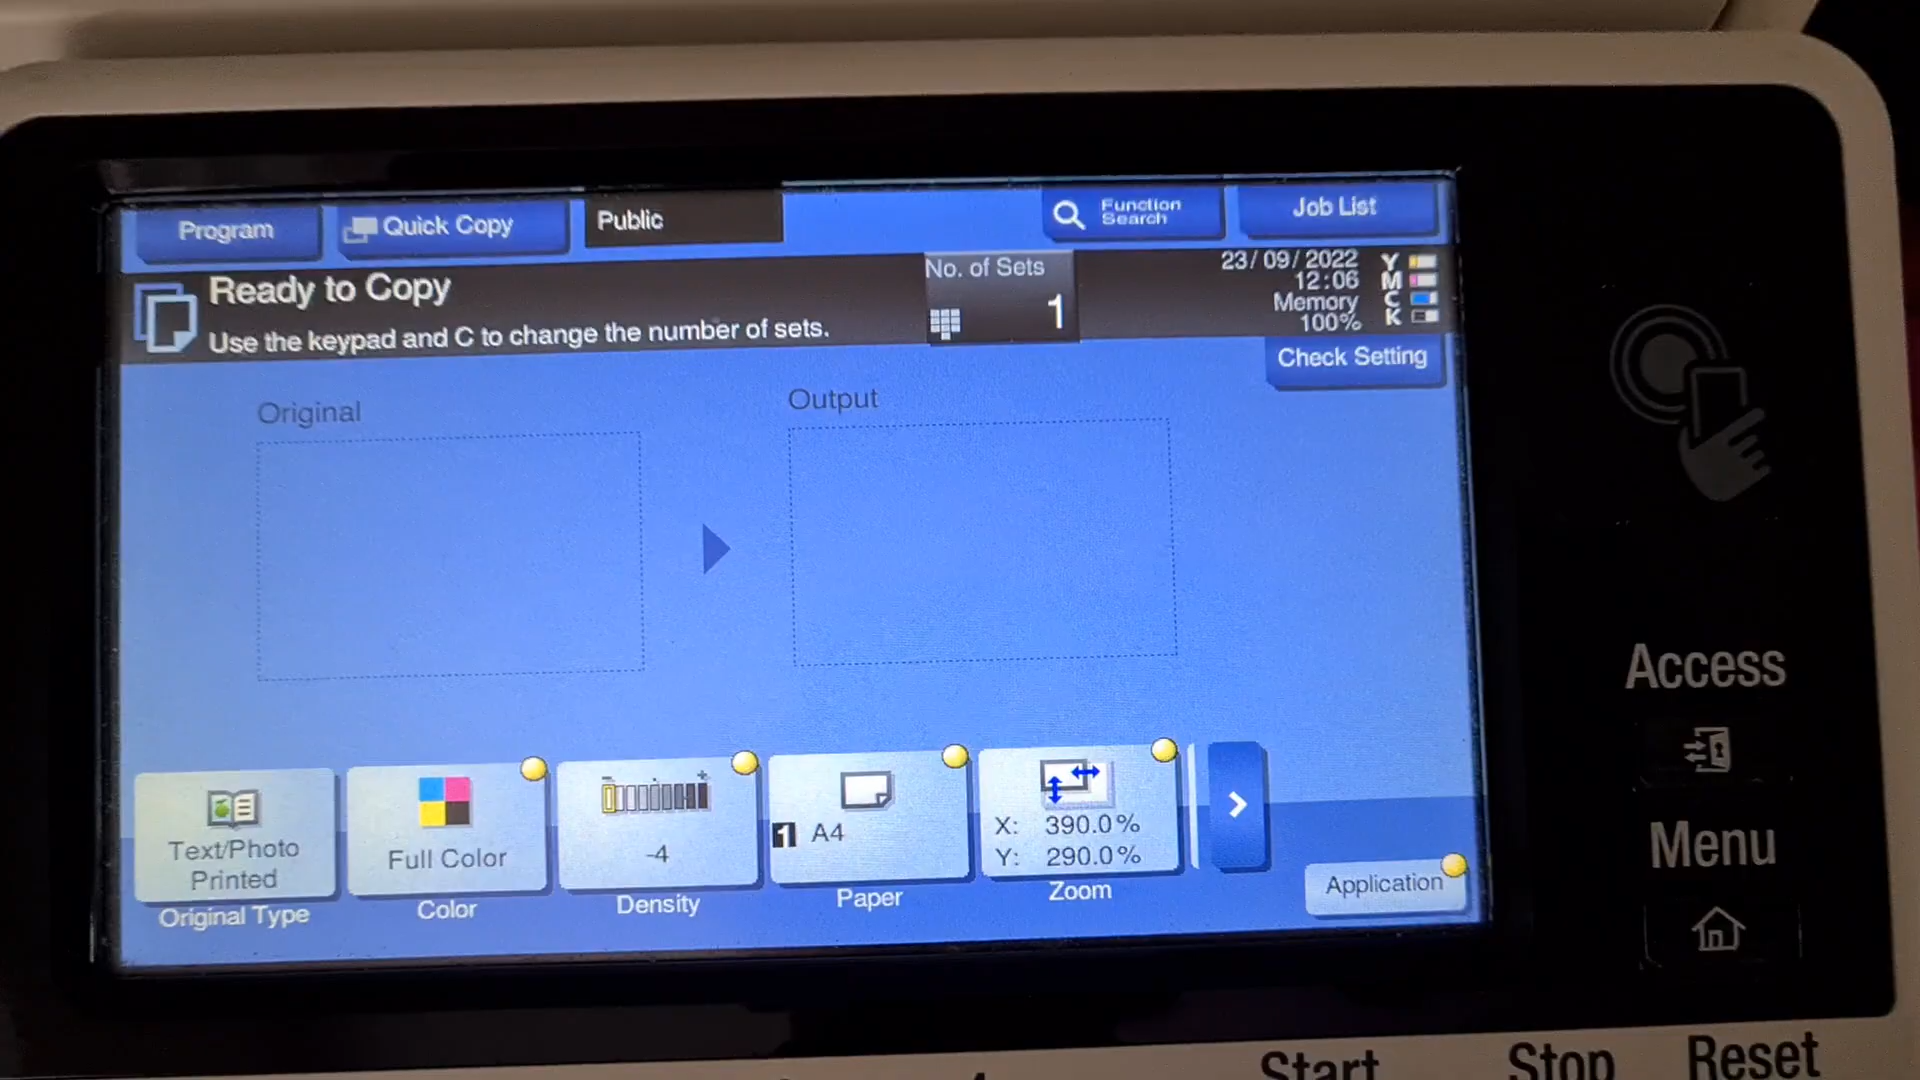 Program
Quick Copy
Public
Function
Search
Job List
Ready to Copy
Use the keypad and C to change the number of sets.
No. of Sets
1
23/09/2022
12:06
Memory
100%
Y
M
C
K
Check Setting
Original
Output
Text/Photo
Printed
Original Type
Full Color
Color
- +
-4
Density
1 A4
Paper
X: 390.0%
Y: 290.0%
Zoom
Application
Access
Menu
Start
Stop
Reset